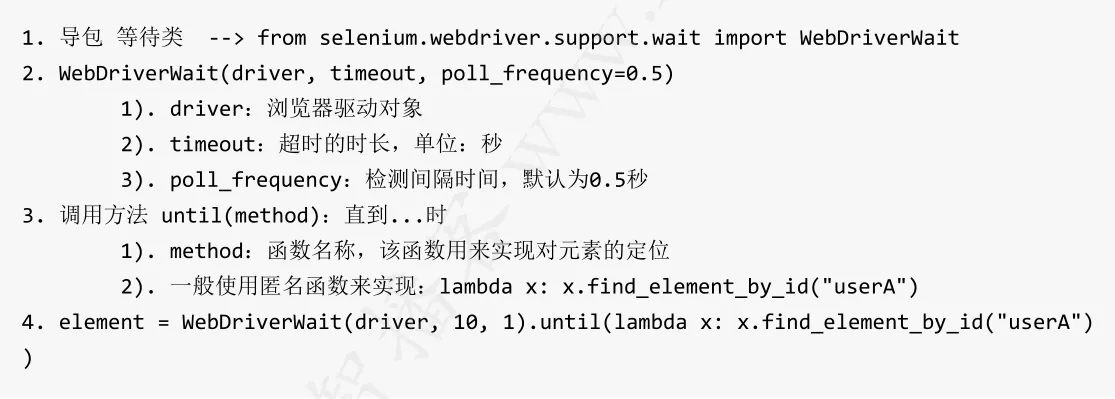 1. 导包 等待类  --> from selenium.webdriver.support.wait import WebDriverWait
2. WebDriverWait(driver, timeout, poll_frequency=0.5)
1). driver：浏览器驱动对象
2). timeout：超时的时长，单位：秒
3). poll_frequency：检测间隔时间，默认为0.5秒
3. 调用方法 until(method)：直到...时
1). method：函数名称，该函数用来实现对元素的定位
2). 一般使用匿名函数来实现：lambda x: x.find_element_by_id("userA")
4. element = WebDriverWait(driver, 10, 1).until(lambda x: x.find_element_by_id("userA")
)
智播客 www.